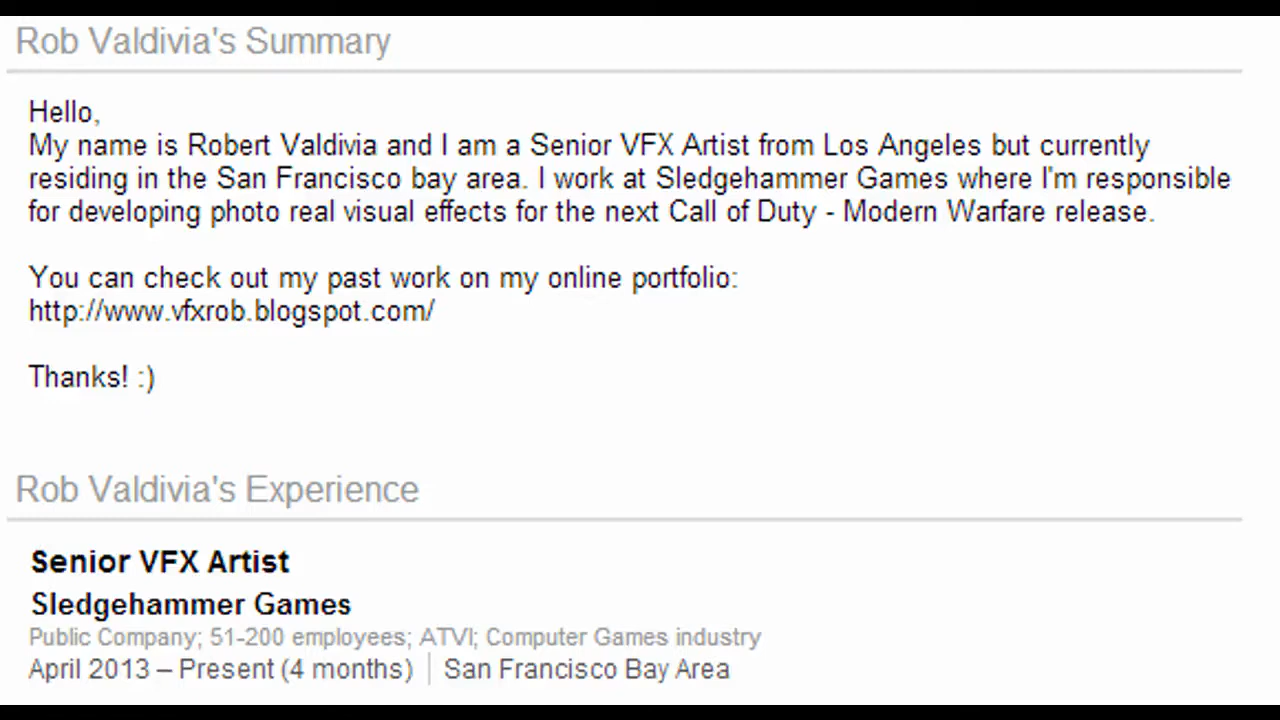 Rob Valdivia's Summary
Hello,
My name is Robert Valdivia and I am a Senior VFX Artist from Los Angeles but currently
residing in the San Francisco bay area. I work at Sledgehammer Games where I'm responsible
for developing photo real visual effects for the next Call of Duty - Modern Warfare release.
You can check out my past work on my online portfolio:
http://www.vfxrob.blogspot.com/
Thanks! :)
Rob Valdivia's Experience
Senior VFX Artist
Sledgehammer Games
Public Company; 51-200 employees; ATVI; Computer Games industry
April 2013 – Present (4 months) | San Francisco Bay Area